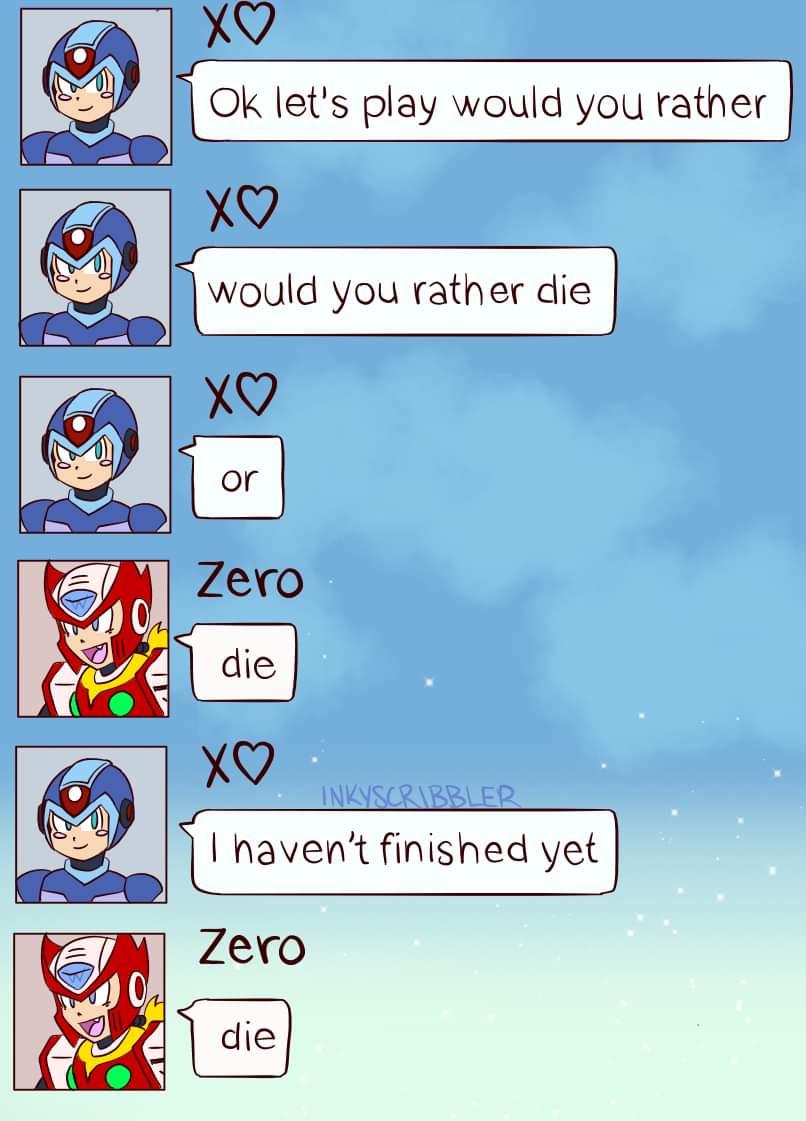 X♡
Ok let's play would you rather
X♡
would you rather die
X♡
or
Zero
die
X♡
INKYSCRIBBLER
I haven't finished yet
Zero
die